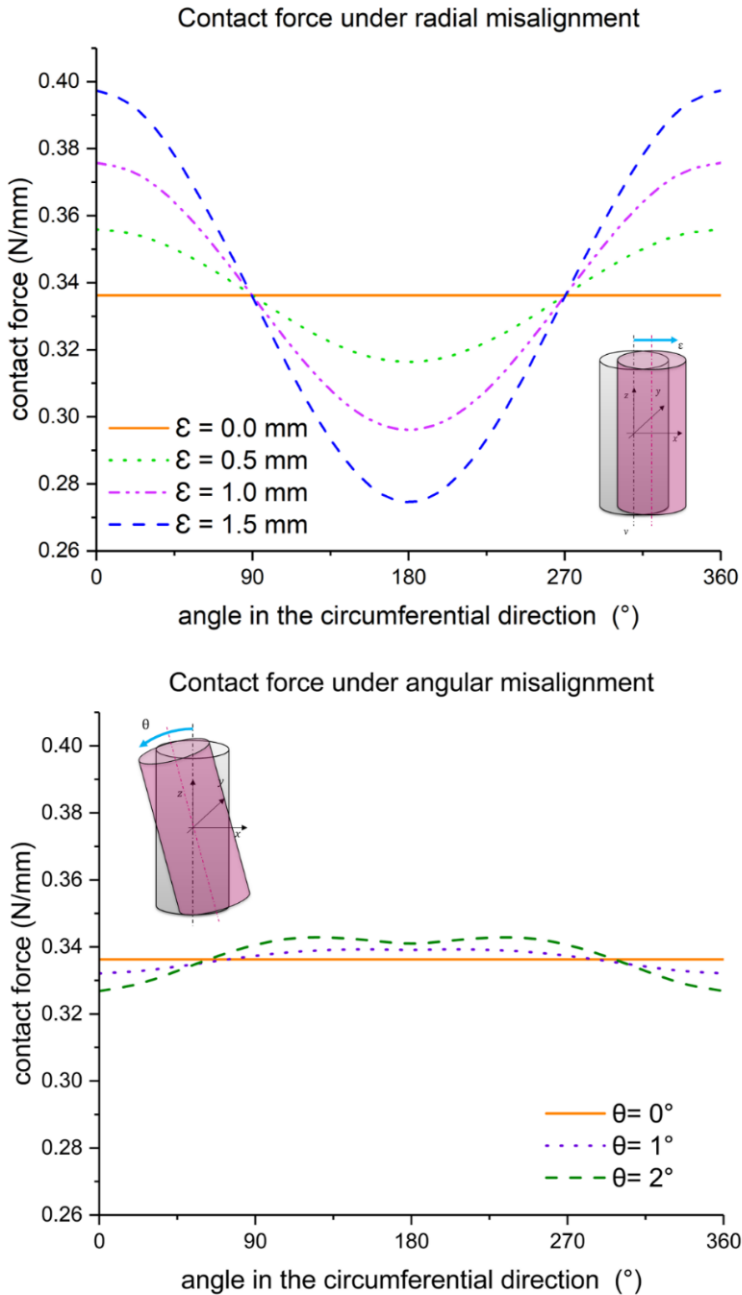 Contact force under radial misalignment
contact force (N/mm)
0.40
0.38
0.36
0.34
0.32
0.30
0.28
0.26
Ɛ = 0.0 mm
Ɛ = 0.5 mm
Ɛ = 1.0 mm
Ɛ = 1.5 mm
ε
z
y
x
v
0
90
180
270
360
angle in the circumferential direction (°)
Contact force under angular misalignment
contact force (N/mm)
0.40
0.38
0.36
0.34
0.32
0.30
0.28
0.26
θ
z
y
x
θ= 0°
θ= 1°
θ= 2°
0
90
180
270
360
angle in the circumferential direction (°)